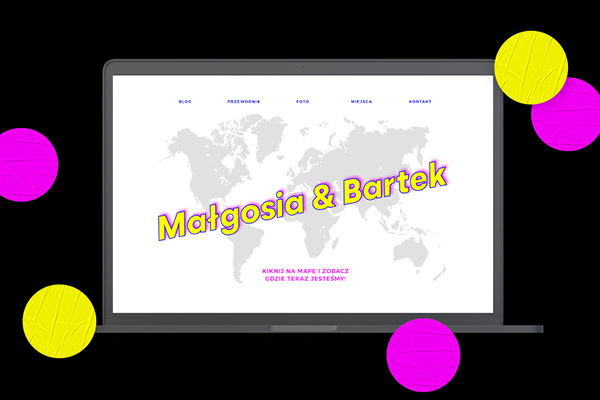 BLOG PRZEWODNIK FOTO MIEJSCA KONTAKT
Małgosia & Bartek
KIKNIJ NA MAPĘ I ZOBACZ
GDZIE TERAZ JESTEŚMY!